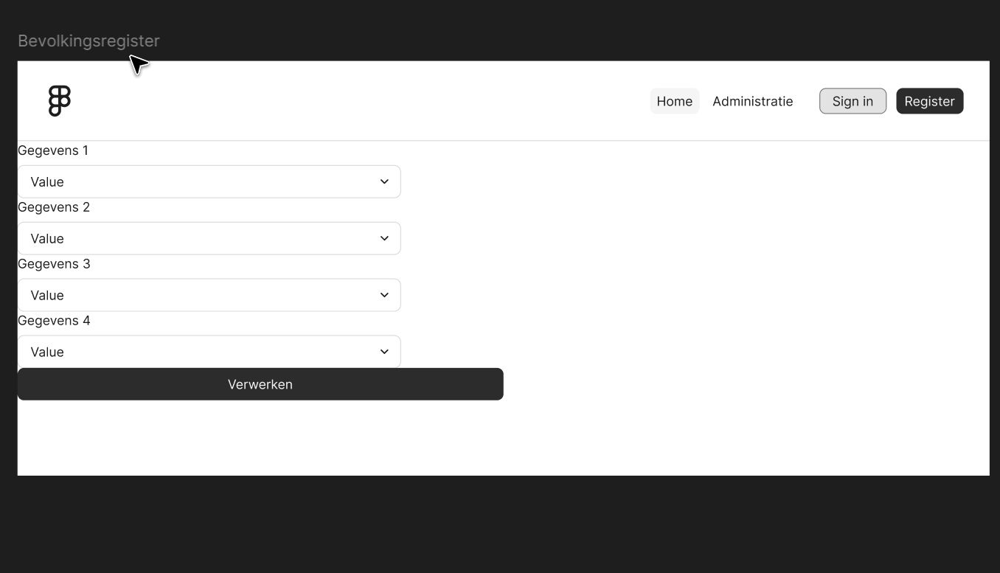 Bevolkingsregister
Home Administratie Sign in Register
Gegevens 1
Value
Gegevens 2
Value
Gegevens 3
Value
Gegevens 4
Value
Verwerken